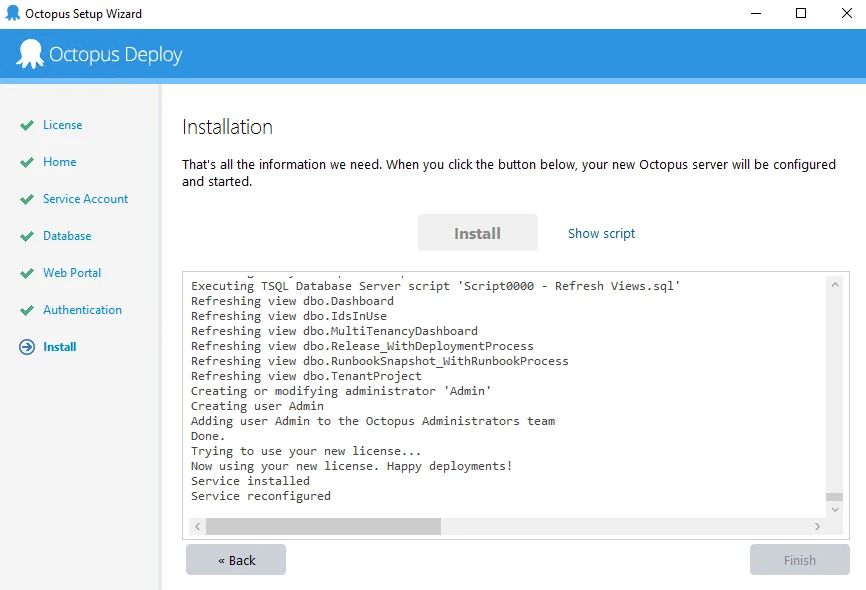 Octopus Setup Wizard
Octopus Deploy
License
Home
Service Account
Database
Web Portal
Authentication
Install
Installation
That's all the information we need. When you click the button below, your new Octopus server will be configured
and started.
Install
Show script
Executing TSQL Database Server script 'Script0000 - Refresh Views.sql'
Refreshing view dbo.Dashboard
Refreshing view dbo.IdsInUse
Refreshing view dbo.MultiTenancyDashboard
Refreshing view dbo.Release_WithDeploymentProcess
Refreshing view dbo.RunbookSnapshot_WithRunbookProcess
Refreshing view dbo.TenantProject
Creating or modifying administrator 'Admin'
Creating user Admin
Adding user Admin to the Octopus Administrators team
Done.
Trying to use your new license...
Now using your new license. Happy deployments!
Service installed
Service reconfigured
« Back
Finish